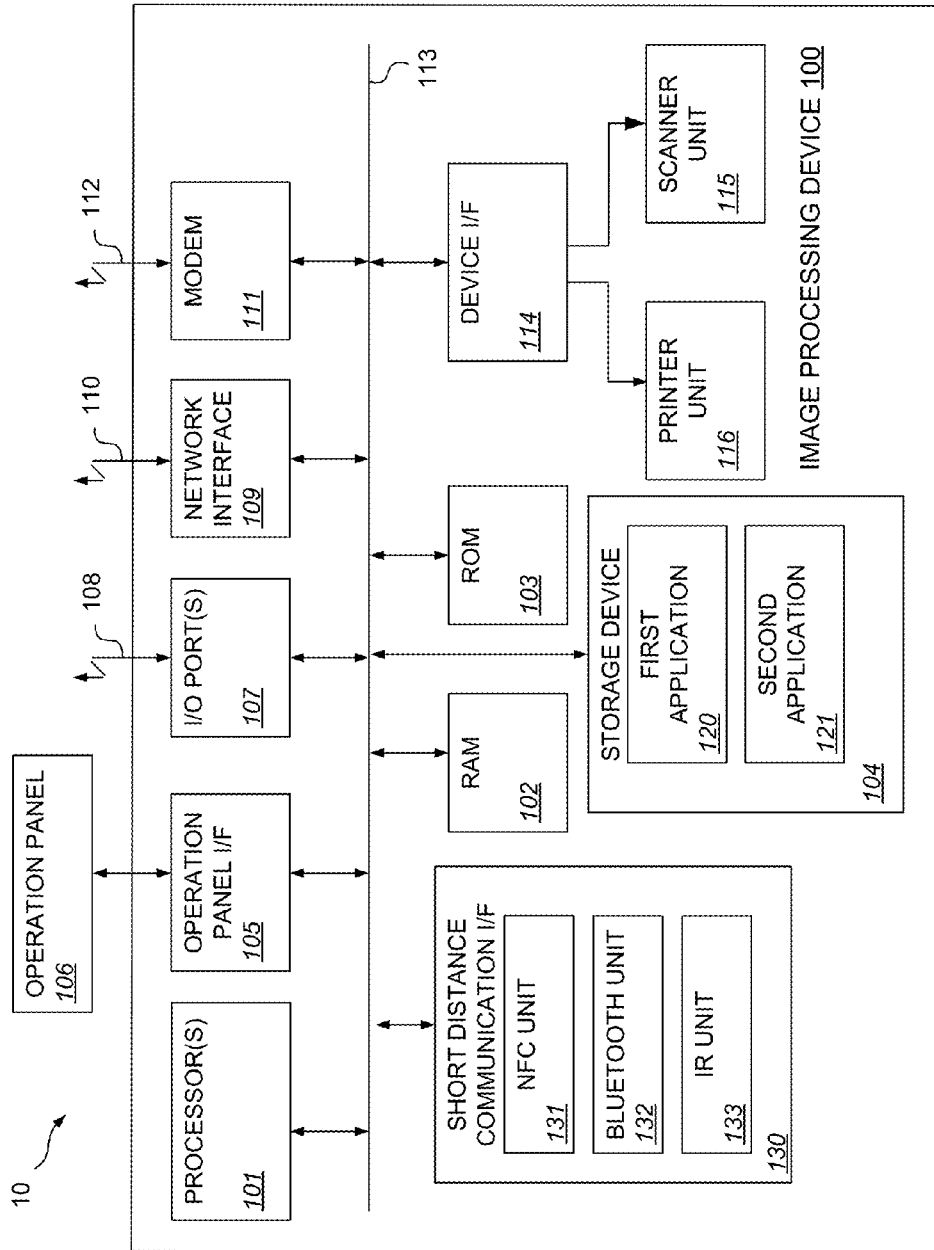 10
OPERATION PANEL
106
108
110
112
PROCESSOR(S)
101
OPERATION
PANEL I/F
105
I/O PORT(S)
107
NETWORK
INTERFACE
109
MODEM
111
113
SHORT DISTANCE
COMMUNICATION I/F
NFC UNIT
131
BLUETOOTH UNIT
132
IR UNIT
133
130
RAM
102
ROM
103
STORAGE DEVICE
FIRST
APPLICATION
120
SECOND
APPLICATION
121
104
DEVICE I/F
114
PRINTER
UNIT
116
SCANNER
UNIT
115
IMAGE PROCESSING DEVICE 100